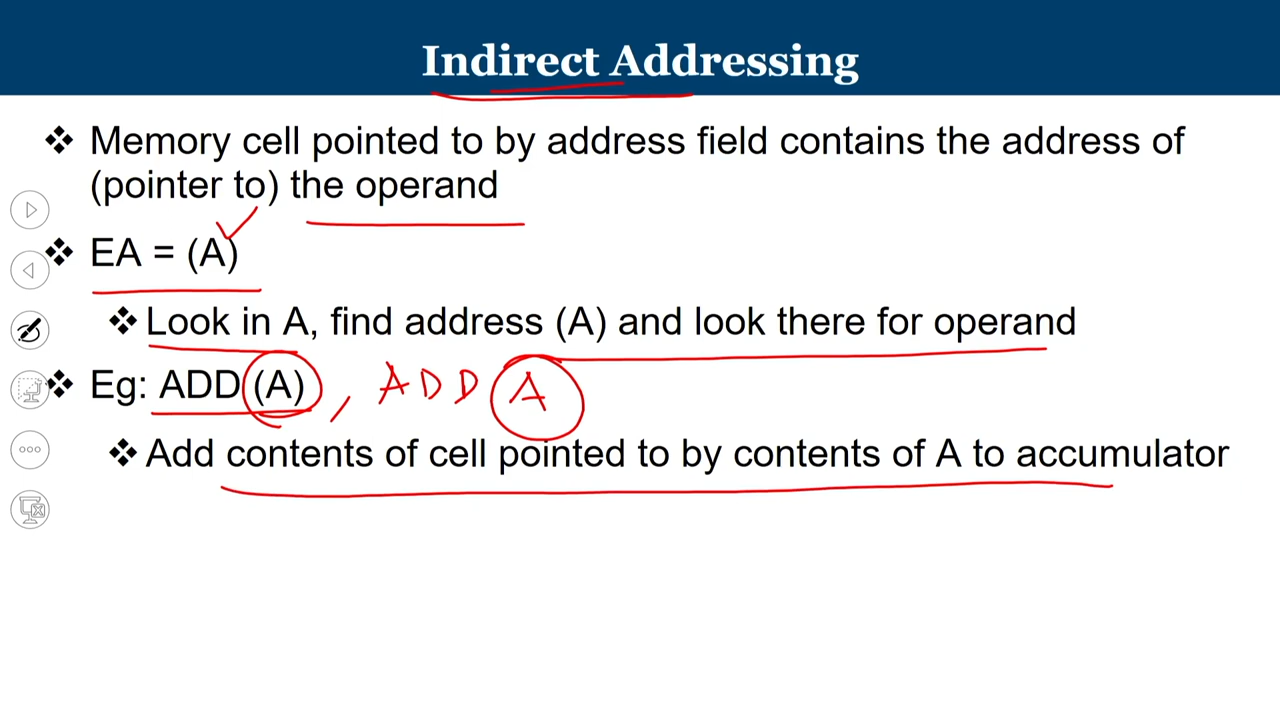 Indirect Addressing
❖ Memory cell pointed to by address field contains the address of
(pointer to) the operand
❖ EA = (A)
❖ Look in A, find address (A) and look there for operand
❖ Eg: ADD (A) , ADD A
❖ Add contents of cell pointed to by contents of A to accumulator